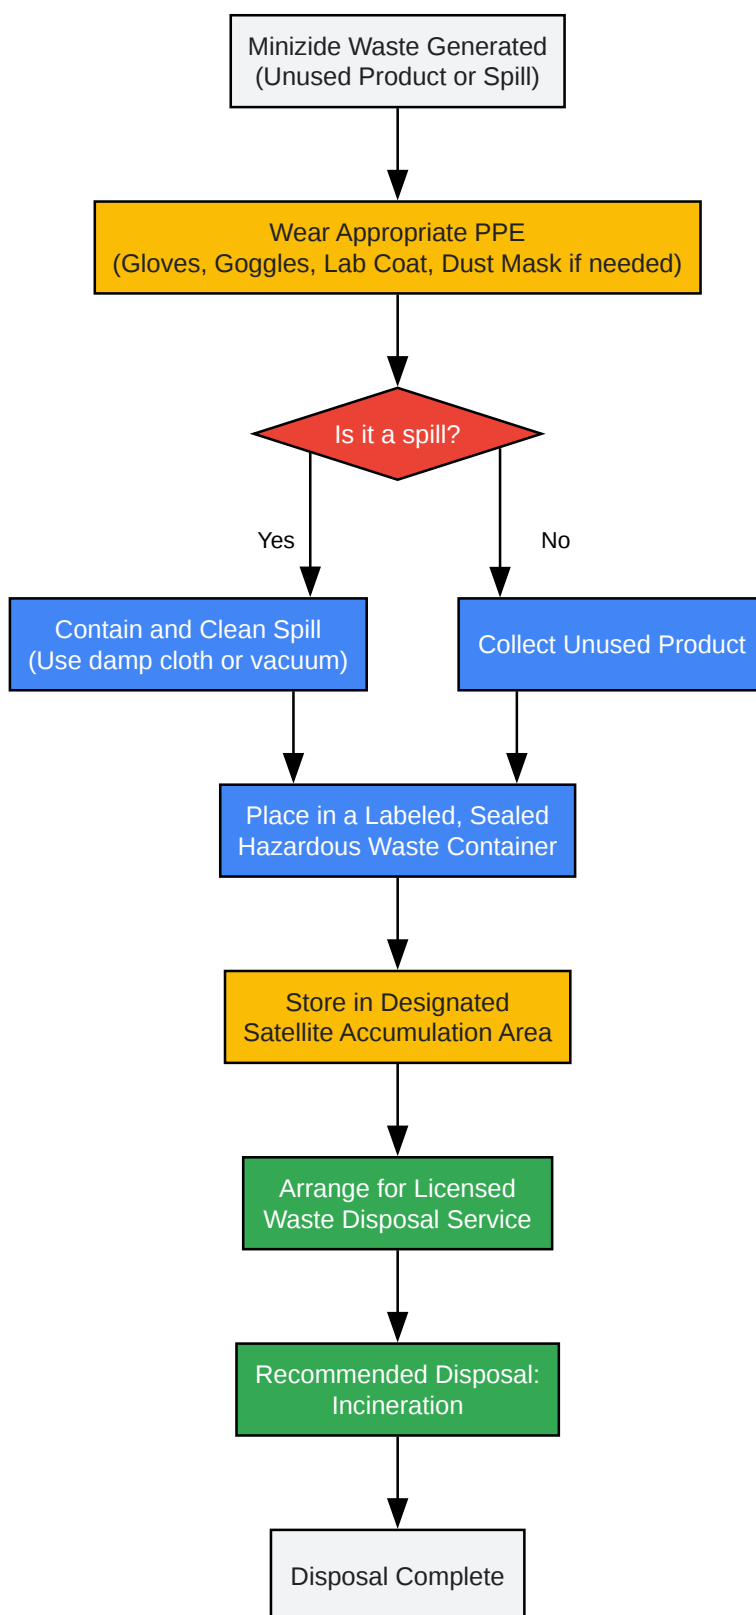 Minizide Waste Generated
(Unused Product or Spill)
Wear Appropriate PPE
(Gloves, Goggles, Lab Coat, Dust Mask if needed)
Is it a spill?
Yes
No
Contain and Clean Spill
(Use damp cloth or vacuum)
Collect Unused Product
Place in a Labeled, Sealed
Hazardous Waste Container
Store in Designated
Satellite Accumulation Area
Arrange for Licensed
Waste Disposal Service
Recommended Disposal:
Incineration
Disposal Complete